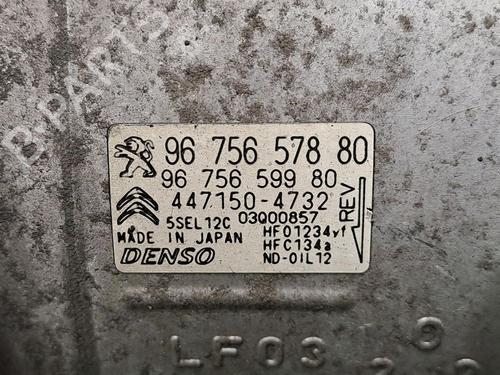 B-PARTS
96 756 578 80
96 756 599 80
447150-4732
5SEL12C 03Q00857
MADE IN JAPAN HFO1234yf
HFC134a
DENSO ND-OIL12
REV
LF03